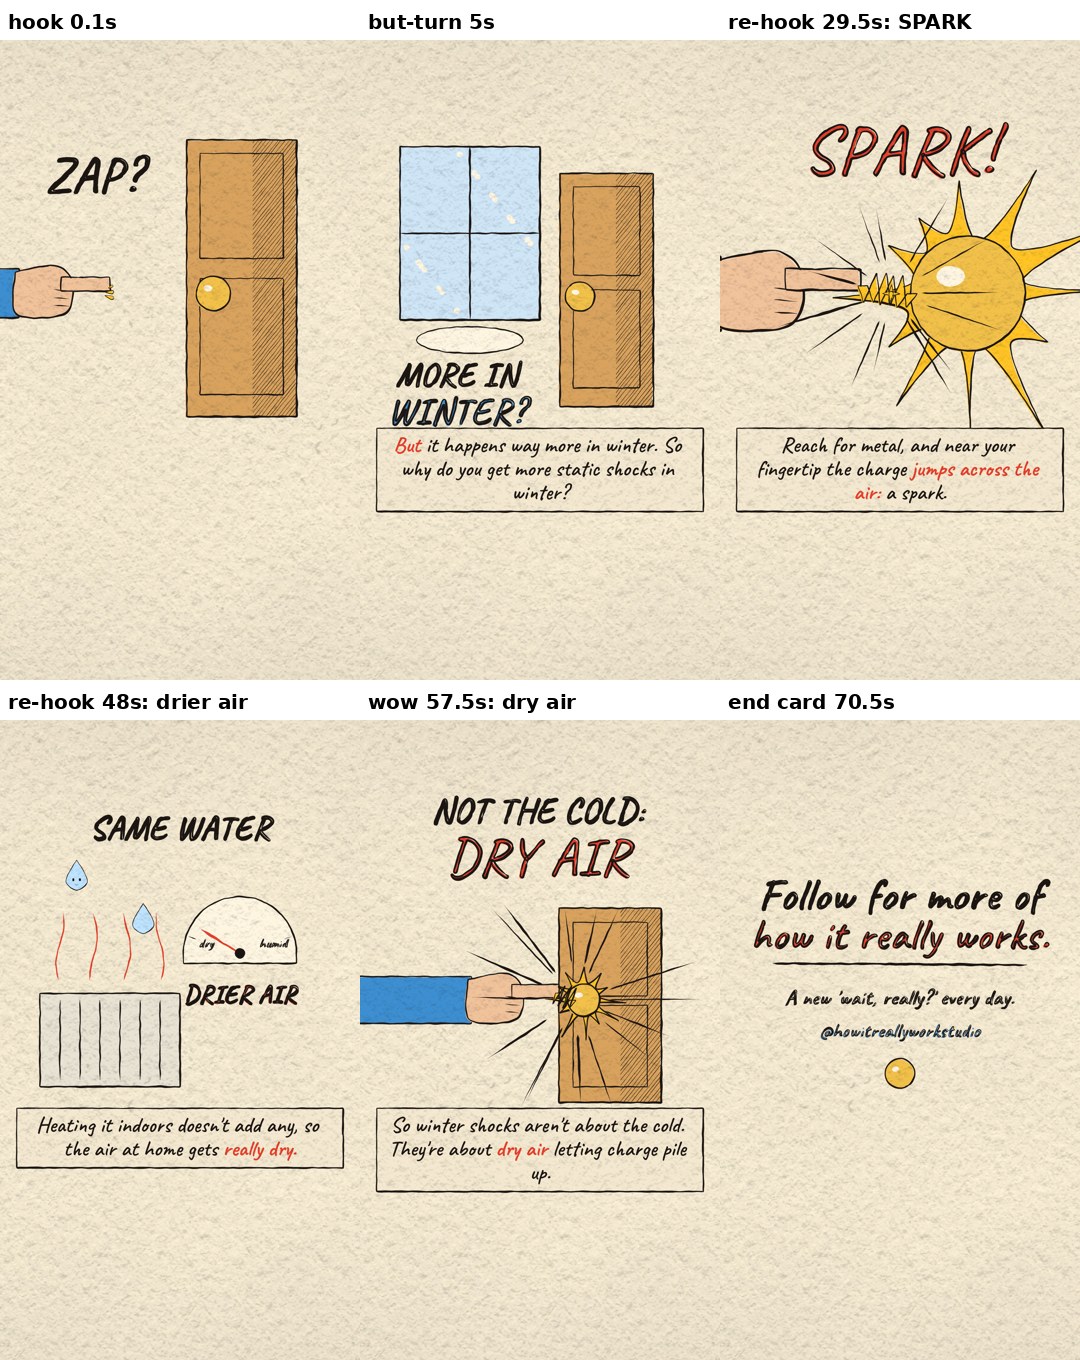 hook 0.1s
but-turn 5s
re-hook 29.5s: SPARK
ZAP?
MORE IN
WINTER?
But it happens way more in winter. So
why do you get more static shocks in
winter?
SPARK!
Reach for metal, and near your
fingertip the charge jumps across the
air: a spark.
re-hook 48s: drier air
wow 57.5s: dry air
end card 70.5s
SAME WATER
dry
humid
DRIER AIR
Heating it indoors doesn't add any, so
the air at home gets really dry.
NOT THE COLD:
DRY AIR
So winter shocks aren't about the cold.
They're about dry air letting charge pile
up.
Follow for more of
how it really works.
A new 'wait, really?' every day.
@howitreallyworkstudio